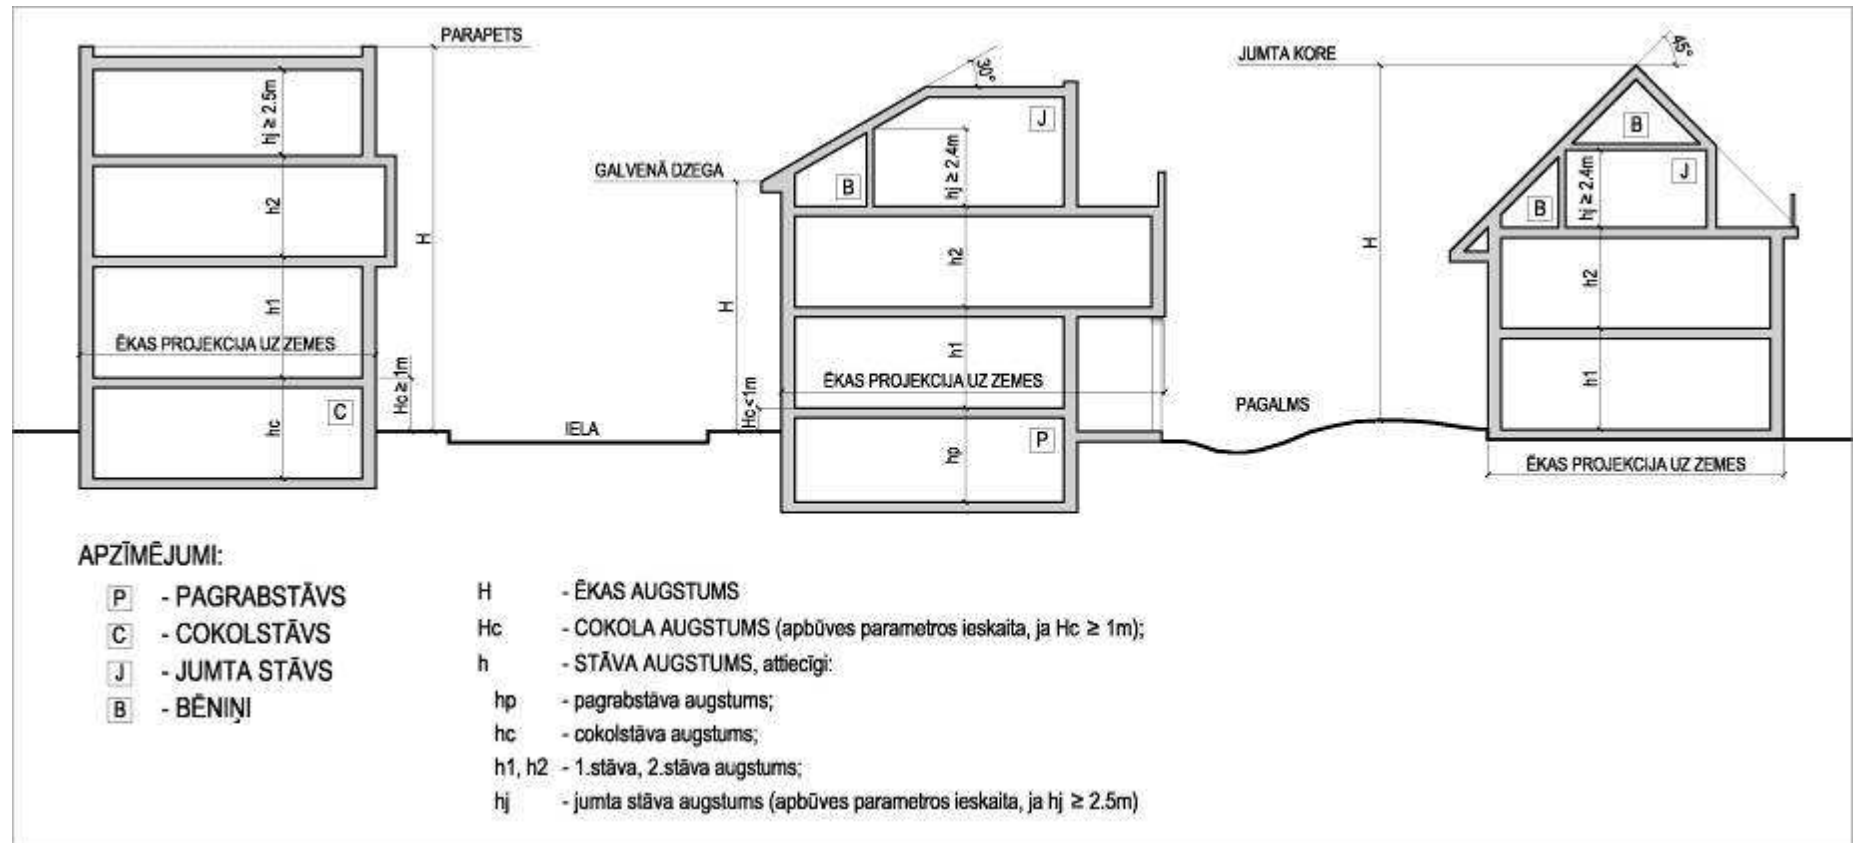 PARAPETS
hj ≥ 2.5m
h2
H
h1
ĒKAS PROJEKCIJA UZ ZEMES
Hc ≥ 1m
C
hc
IELA
30°
J
GALVENĀ DZEGA
B
hj ≥ 2.4m
h2
H
h1
ĒKAS PROJEKCIJA UZ ZEMES
Hc <1m
P
hp
JUMTA KORE
45°
B
J
hj ≥ 2.4m
B
H
h2
PAGALMS
h1
ĒKAS PROJEKCIJA UZ ZEMES
APZĪMĒJUMI:
P - PAGRABSTĀVS
C - COKOLSTĀVS
J - JUMTA STĀVS
B - BĒNIŅI
H - ĒKAS AUGSTUMS
Hc - COKOLA AUGSTUMS (apbūves parametros ieskaita, ja Hc ≥ 1m);
h - STĀVA AUGSTUMS, attiecīgi:
hp - pagrabstāva augstums;
hc - cokolstāva augstums;
h1, h2 - 1.stāva, 2.stāva augstums;
hj - jumta stāva augstums (apbūves parametros ieskaita, ja hj ≥ 2.5m)